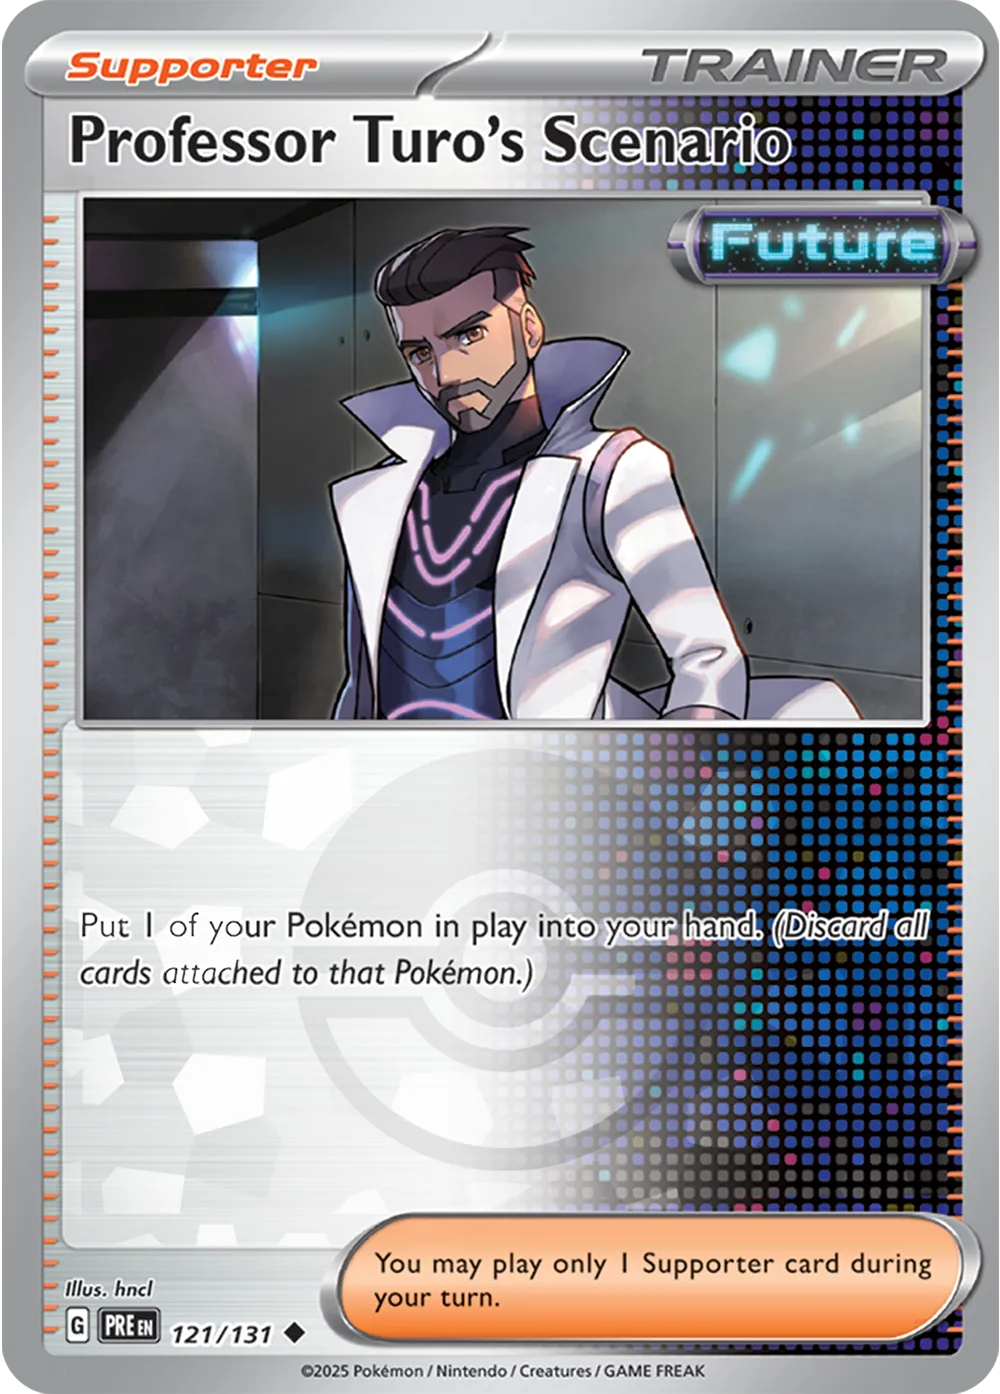 Supporter
TRAINER
Professor Turo's Scenario
Future
Put 1 of your Pokémon in play into your hand. (Discard all
cards attached to that Pokémon.)
You may play only 1 Supporter card during
your turn.
Illus. hncl
G PRE EN 121/131
©2025 Pokémon / Nintendo / Creatures / GAME FREAK